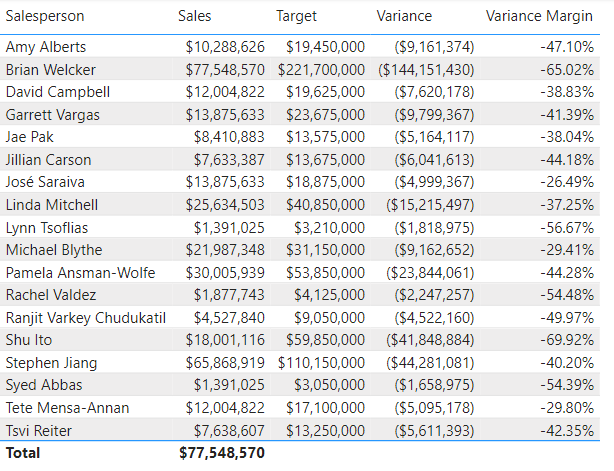 Salesperson Sales Target Variance Variance Margin
Amy Alberts $10,288,626 $19,450,000 ($9,161,374) -47.10%
Brian Welcker $77,548,570 $221,700,000 ($144,151,430) -65.02%
David Campbell $12,004,822 $19,625,000 ($7,620,178) -38.83%
Garrett Vargas $13,875,633 $23,675,000 ($9,799,367) -41.39%
Jae Pak $8,410,883 $13,575,000 ($5,164,117) -38.04%
Jillian Carson $7,633,387 $13,675,000 ($6,041,613) -44.18%
José Saraiva $13,875,633 $18,875,000 ($4,999,367) -26.49%
Linda Mitchell $25,634,503 $40,850,000 ($15,215,497) -37.25%
Lynn Tsoflias $1,391,025 $3,210,000 ($1,818,975) -56.67%
Michael Blythe $21,987,348 $31,150,000 ($9,162,652) -29.41%
Pamela Ansman-Wolfe $30,005,939 $53,850,000 ($23,844,061) -44.28%
Rachel Valdez $1,877,743 $4,125,000 ($2,247,257) -54.48%
Ranjit Varkey Chudukatil $4,527,840 $9,050,000 ($4,522,160) -49.97%
Shu Ito $18,001,116 $59,850,000 ($41,848,884) -69.92%
Stephen Jiang $65,868,919 $110,150,000 ($44,281,081) -40.20%
Syed Abbas $1,391,025 $3,050,000 ($1,658,975) -54.39%
Tete Mensa-Annan $12,004,822 $17,100,000 ($5,095,178) -29.80%
Tsvi Reiter $7,638,607 $13,250,000 ($5,611,393) -42.35%
Total $77,548,570